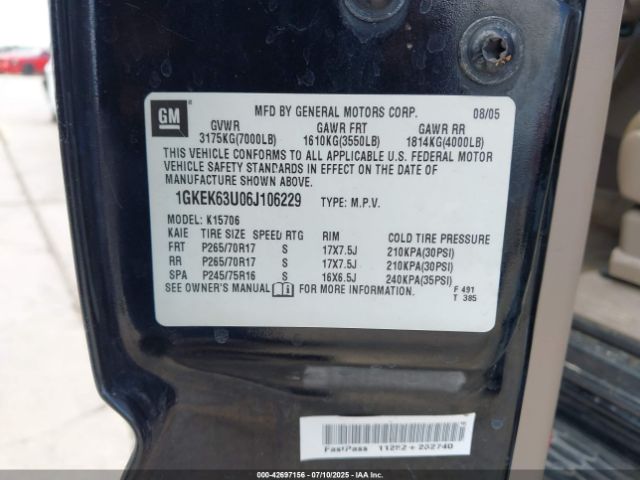 GM
MFD BY GENERAL MOTORS CORP. 08/05
GVWR GAWR FRT GAWR RR
3175KG(7000LB) 1610KG(3550LB) 1814KG(4000LB)
THIS VEHICLE CONFORMS TO ALL APPLICABLE U.S. FEDERAL MOTOR
VEHICLE SAFETY STANDARDS IN EFFECT ON THE DATE OF
MANUFACTURE SHOWN ABOVE.
1GKEK63U06J106229 TYPE: M.P.V.
MODEL: K15706
KAIE TIRE SIZE SPEED RTG RIM COLD TIRE PRESSURE
FRT P265/70R17 S 17X7.5J 210KPA(30PSI)
RR P265/70R17 S 17X7.5J 210KPA(30PSI)
SPA P245/75R16 S 16X6.5J 240KPA(35PSI)
SEE OWNER'S MANUAL FOR MORE INFORMATION.
F 491
T 385
FastPass
00-42697156 - 07/10/2025 - Copyright © IAA